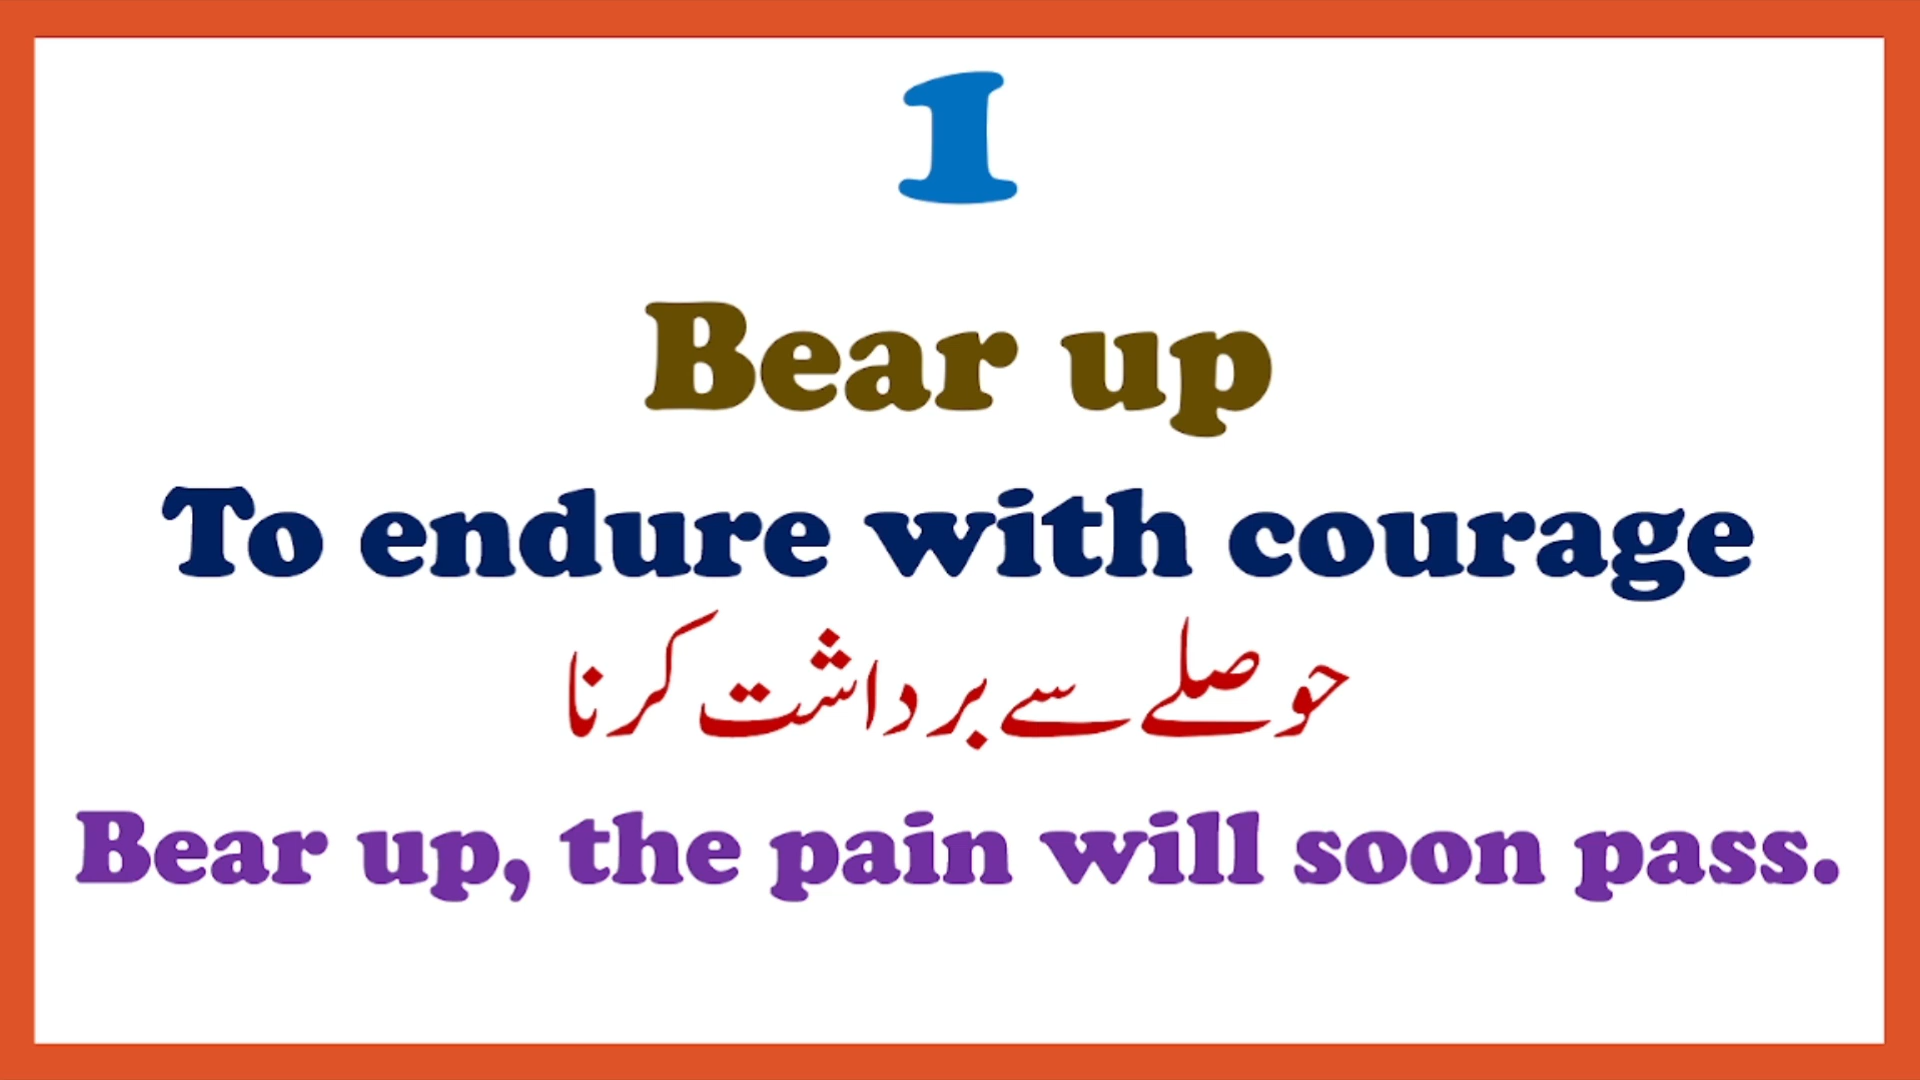 1
Bear up
To endure with courage
حوصلے سے برداشت کرنا
Bear up, the pain will soon pass.